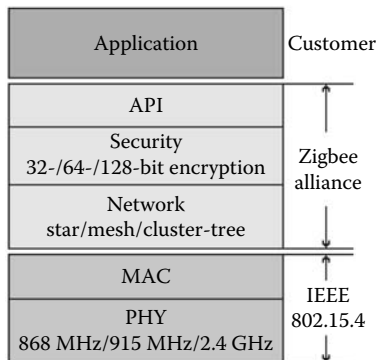 Application
Customer
API
Security
32-/64-/128-bit encryption
Network
star/mesh/cluster-tree
Zigbee
alliance
MAC
PHY
868 MHz/915 MHz/2.4 GHz
IEEE
802.15.4